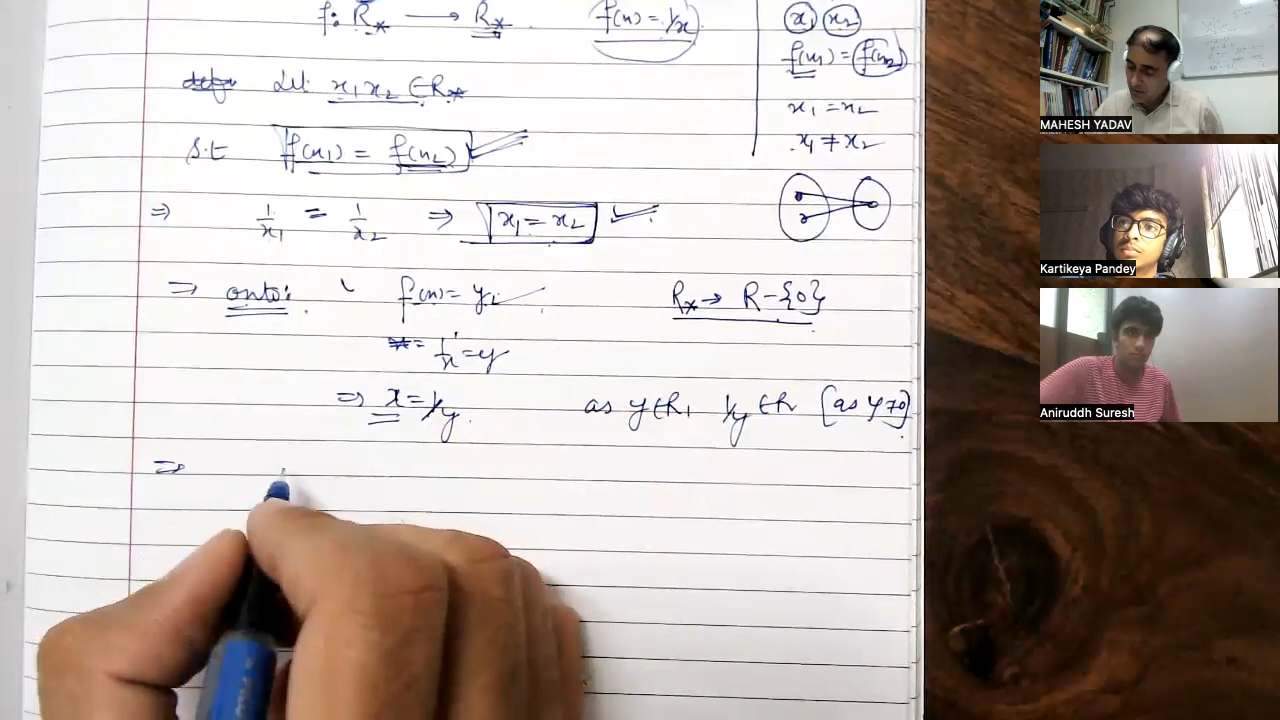 f: R* → R* f(x) = 1/x
Let x1 x2 ∈ R*
s.t f(x1) = f(x2)
⇒ 1/x1 = 1/x2 ⇒ x1 = x2
⇒ onto: f(x) = y
= 1/x = y
⇒ x = 1/y as y ∈ R, 1/y ∈ R [as y≠0]
⇒
x1 x2
f(x1) = f(x2)
x1 = x2
x1 ≠ x2
R* → R-{0}
MAHESH YADAV
Kartikeya Pandey
Aniruddh Suresh